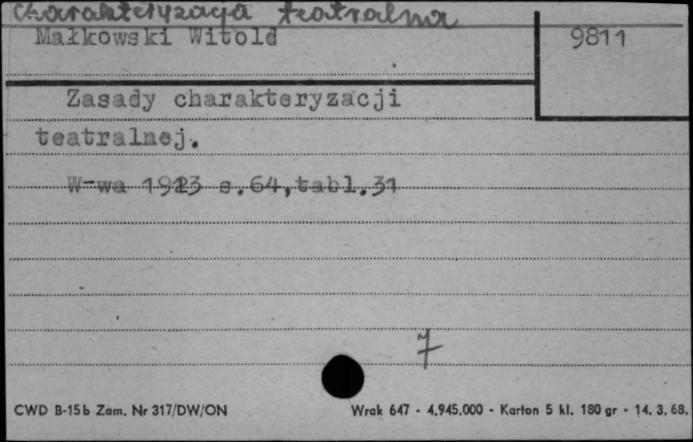 Charakteryzacja teatralna
Małkowski Witold
9811
Zasady charakteryzacji
teatralnej.
W-wa 1923 s.64,tabl.31
7
CWD B-15b Zam. Nr 317/DW/ON
Wrak 647 - 4.945.000 - Karton 5 kl. 180 gr - 14. 3. 68.